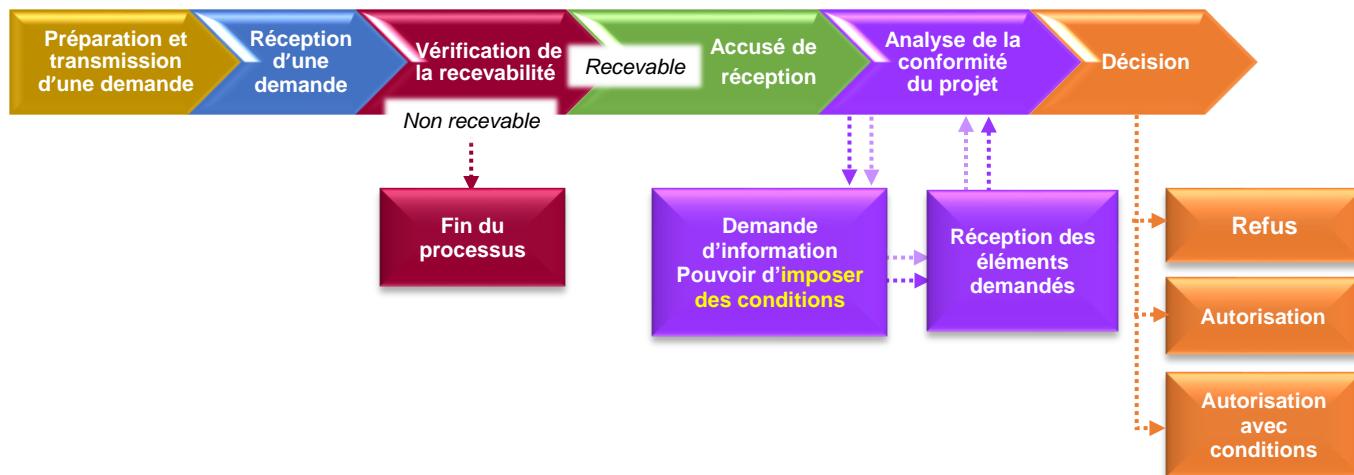 Préparation et
transmission
d'une demande
Réception
d'une
demande
Vérification de
la recevabilité
Recevable
Accusé de
réception
Analyse de la
conformité
du projet
Décision
Non recevable
Fin du
processus
Demande
d'information
Pouvoir d'imposer
des conditions
Réception des
éléments
demandés
Refus
Autorisation
Autorisation
avec
conditions